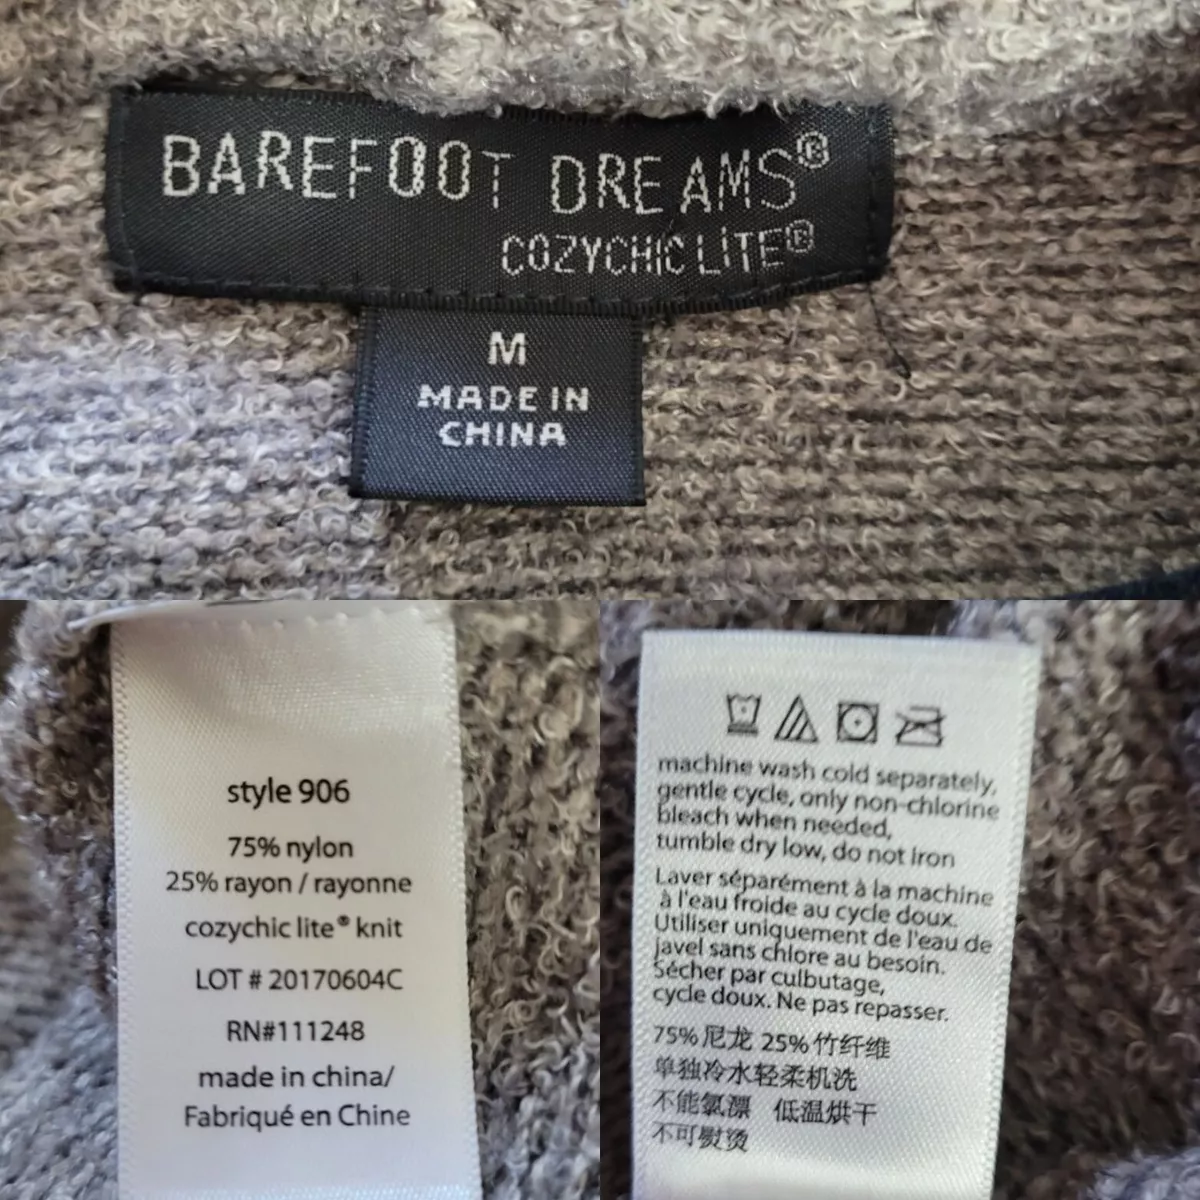 BAREFOOT DREAMS®
COZYCHIC LITE®
M
MADE IN
CHINA
style 906
75% nylon
25% rayon / rayonne
cozychic lite® knit
LOT # 20170604C
RN#111248
made in china/
Fabriqué en Chine
machine wash cold separately,
gentle cycle, only non-chlorine
bleach when needed,
tumble dry low, do not iron
Laver séparément à la machine
à l'eau froide au cycle doux.
Utiliser uniquement de l'eau de
javel sans chlore au besoin.
Sécher par culbutage,
cycle doux. Ne pas repasser.
75%尼龙 25%竹纤维
单独冷水轻柔机洗
不能氯漂 低温烘干
不可熨烫